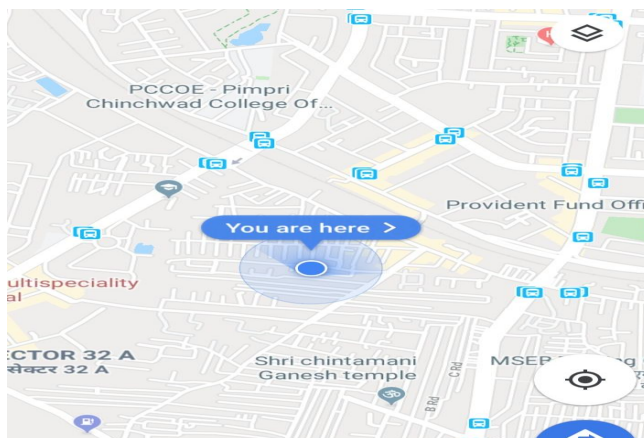 PCCOE - Pimpri
Chinchwad College Of...
Provident Fund Offi
You are here >
ultispeciality
al
ECTOR 32 A
सेक्टर 32 A
Shri chintamani
Ganesh temple
B Rd
C Rd
MSEB
ng